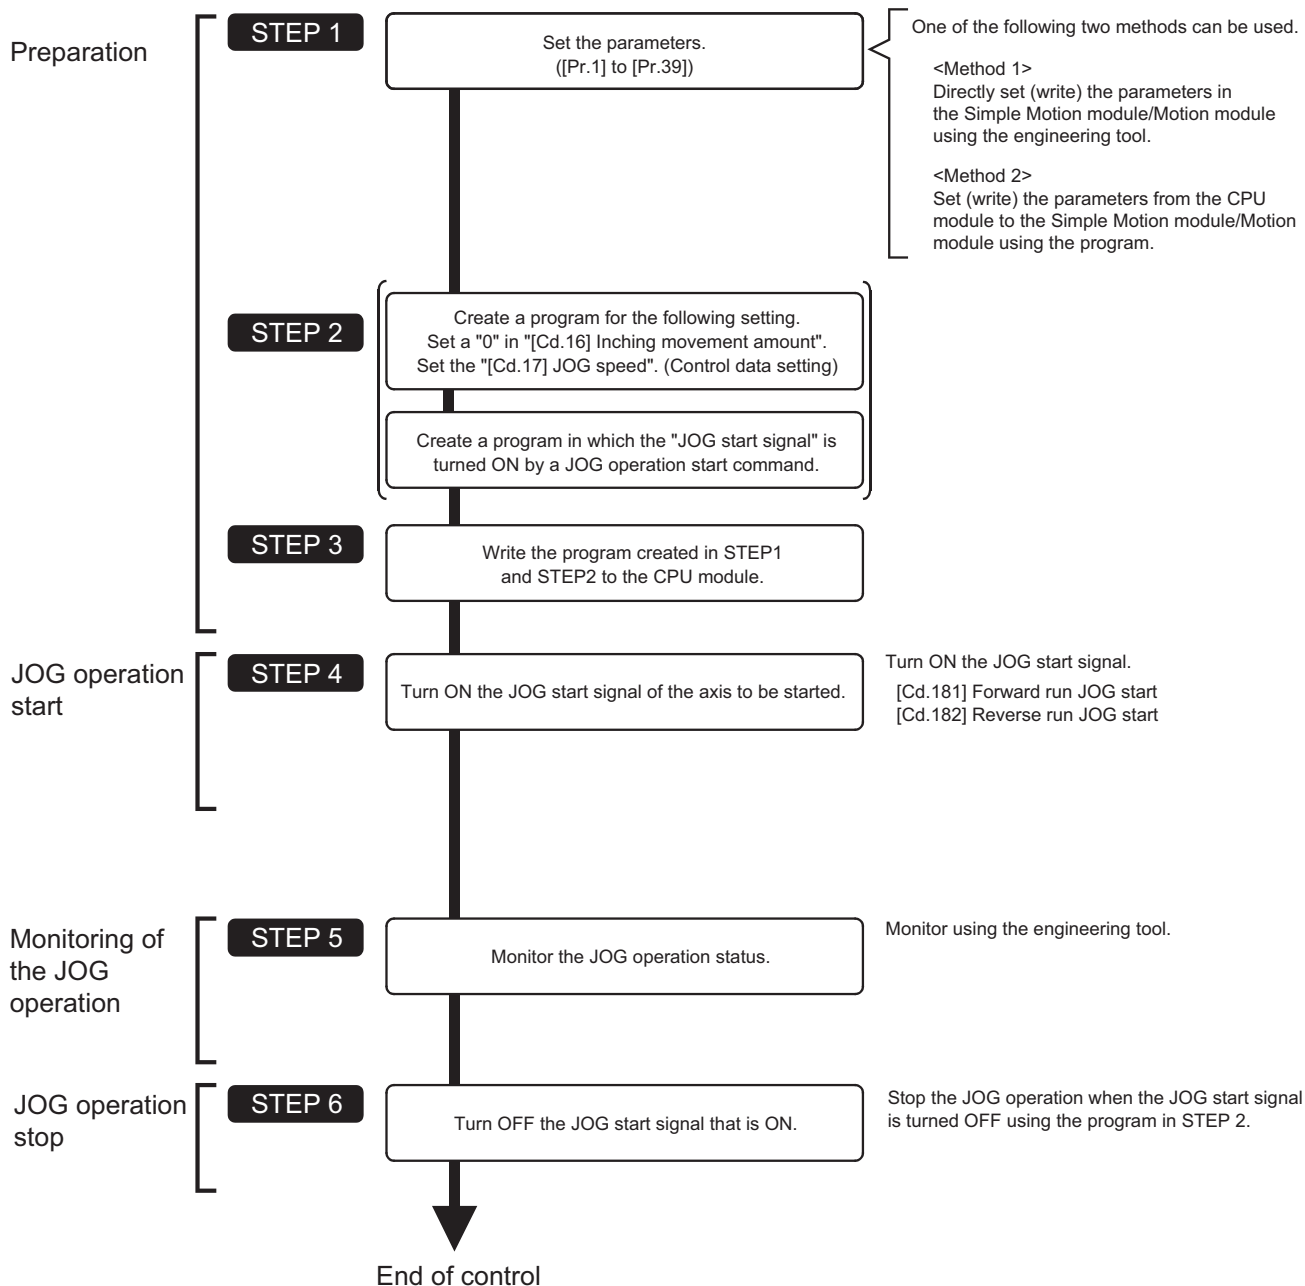 Preparation
STEP 1
Set the parameters.
([Pr.1] to [Pr.39])
One of the following two methods can be used.
<Method 1>
Directly set (write) the parameters in
the Simple Motion module/Motion module
using the engineering tool.
<Method 2>
Set (write) the parameters from the CPU
module to the Simple Motion module/Motion
module using the program.
STEP 2
Create a program for the following setting.
Set a "0" in "[Cd.16] Inching movement amount".
Set the "[Cd.17] JOG speed". (Control data setting)
Create a program in which the "JOG start signal" is
turned ON by a JOG operation start command.
STEP 3
Write the program created in STEP1
and STEP2 to the CPU module.
JOG operation
start
STEP 4
Turn ON the JOG start signal of the axis to be started.
Turn ON the JOG start signal.
[Cd.181] Forward run JOG start
[Cd.182] Reverse run JOG start
Monitoring of
the JOG
operation
STEP 5
Monitor the JOG operation status.
Monitor using the engineering tool.
JOG operation
stop
STEP 6
Turn OFF the JOG start signal that is ON.
Stop the JOG operation when the JOG start signal
is turned OFF using the program in STEP 2.
End of control